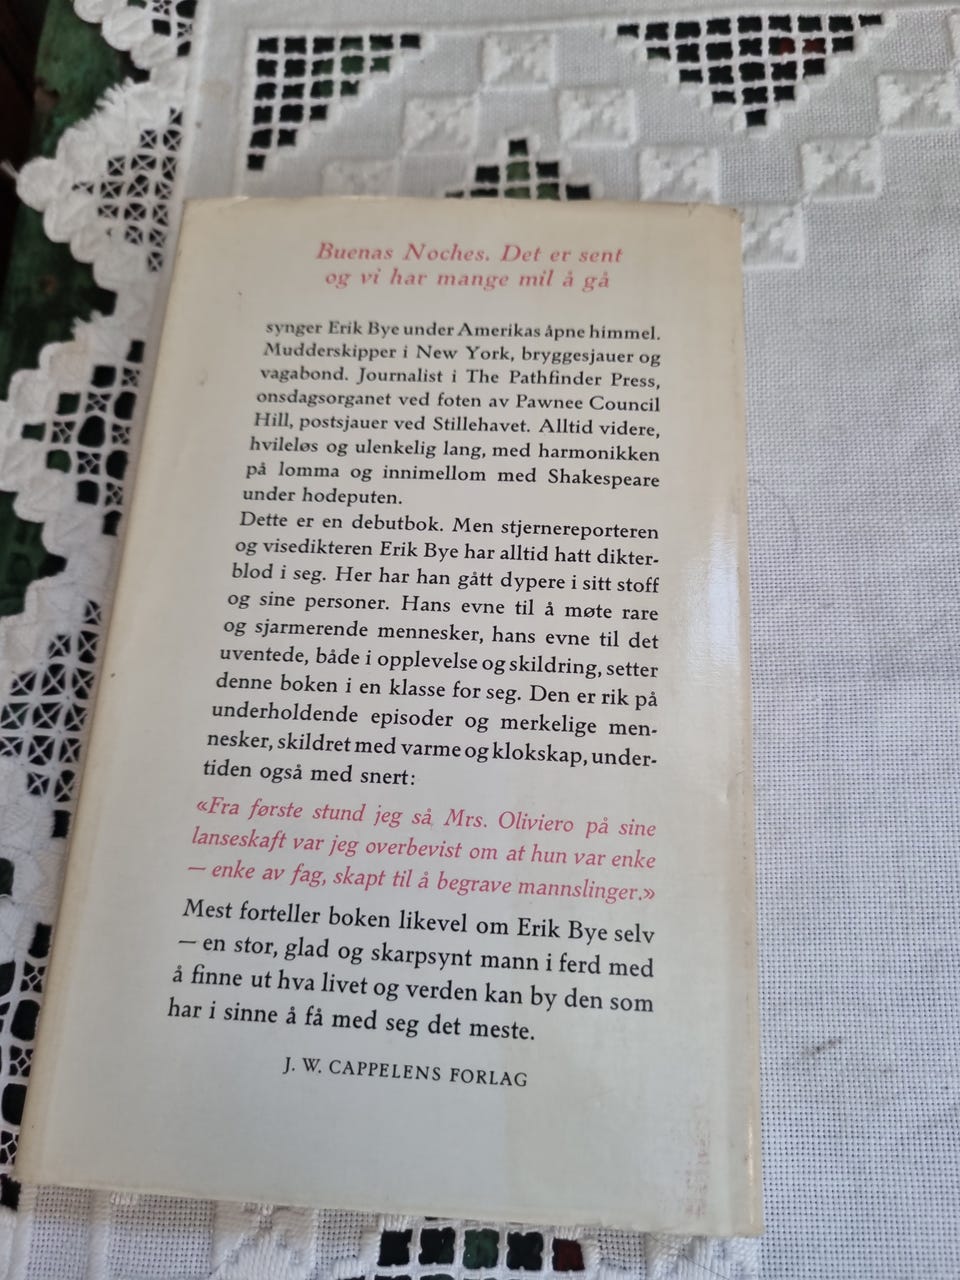 Buenas Noches. Det er sent
og vi har mange mil å gå
synger Erik Bye under Amerikas åpne himmel.
Mudderskipper i New York, bryggesjauer og
vagabond. Journalist i The Pathfinder Press,
onsdagsorganet ved foten av Pawnee Council
Hill, postsjauer ved Stillehavet. Alltid videre,
hvileløs og ulenkelig lang, med harmonikken
på lomma og innimellom med Shakespeare
under hodeputen.
Dette er en debutbok. Men stjernereporteren
og visedikteren Erik Bye har alltid hatt dikter-
blod i seg. Her har han gått dypere i sitt stoff
og sine personer. Hans evne til å møte rare
og sjarmerende mennesker, hans evne til det
uventede, både i opplevelse og skildring, setter
denne boken i en klasse for seg. Den er rik på
underholdende episoder og merkelige men-
nesker, skildret med varme og klokskap, under-
tiden også med snert:
«Fra første stund jeg så Mrs. Oliviero på sine
lanseskaft var jeg overbevist om at hun var enke
— enke av fag, skapt til å begrave mannslinger.»
Mest forteller boken likevel om Erik Bye selv
— en stor, glad og skarpsynt mann i ferd med
å finne ut hva livet og verden kan by den som
har i sinne å få med seg det meste.
J. W. CAPPELENS FORLAG